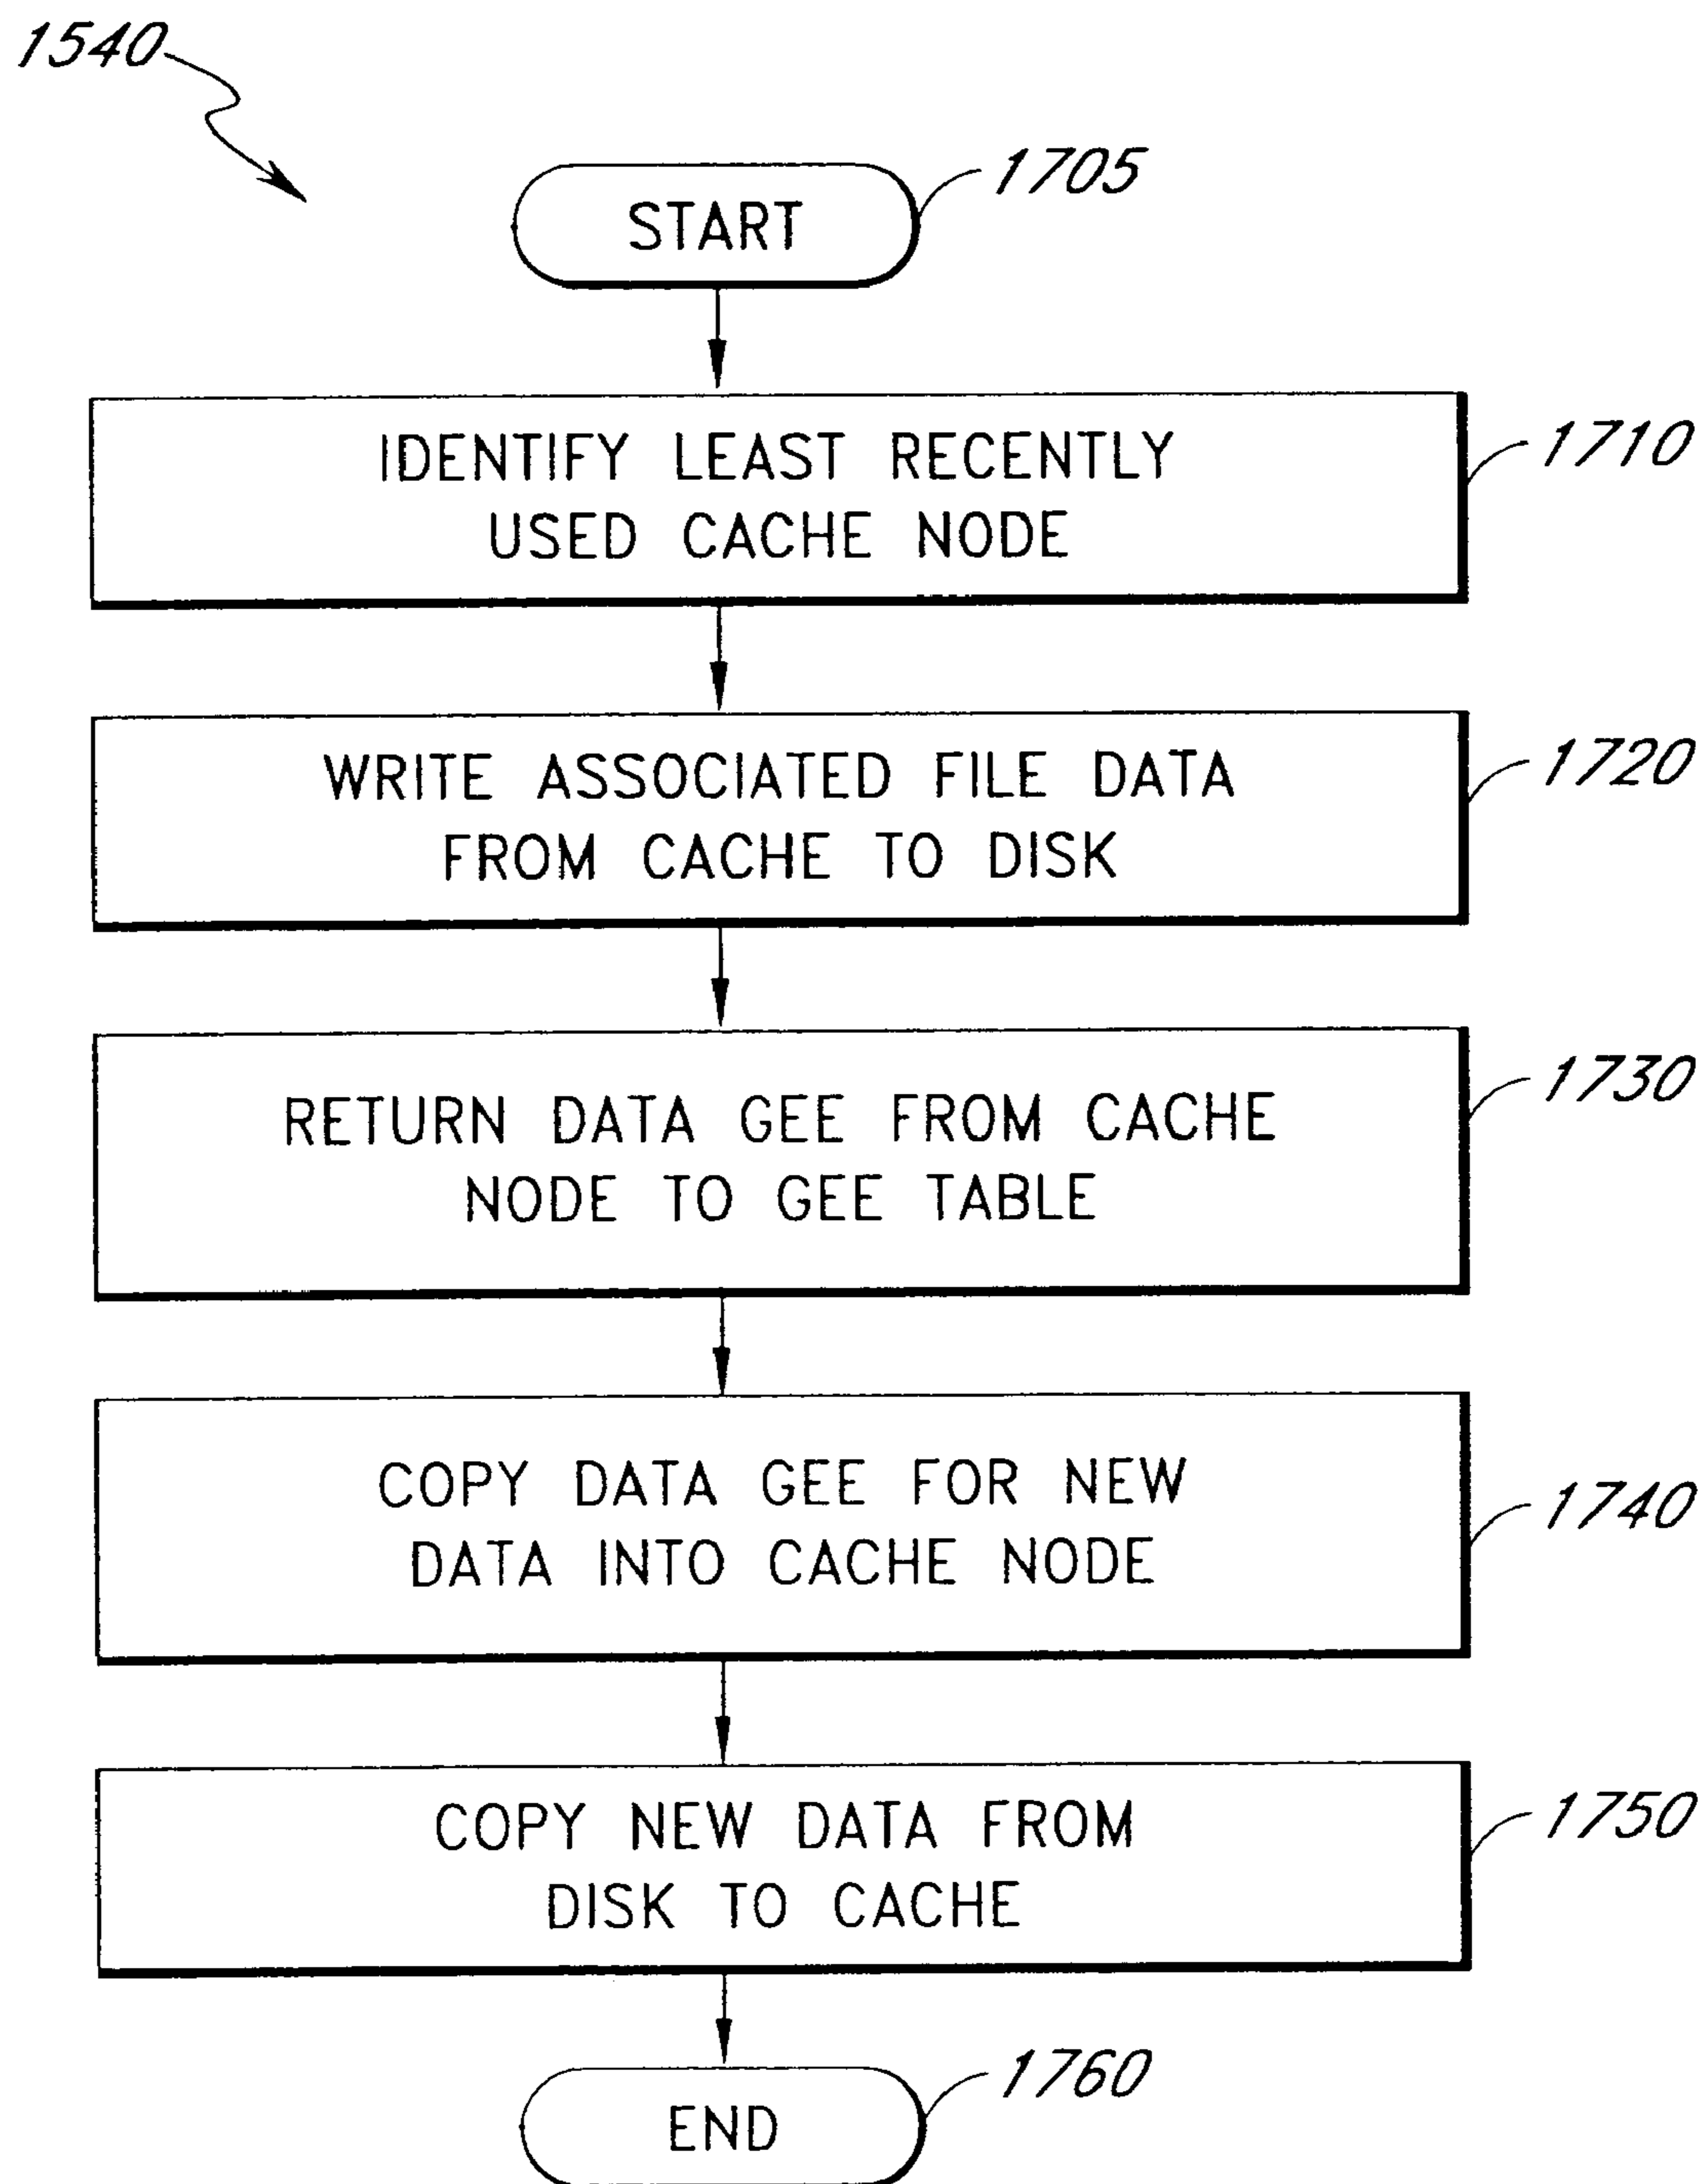 1540
START
1705
IDENTIFY LEAST RECENTLY
USED CACHE NODE
1710
WRITE ASSOCIATED FILE DATA
FROM CACHE TO DISK
1720
RETURN DATA GEE FROM CACHE
NODE TO GEE TABLE
1730
COPY DATA GEE FOR NEW
DATA INTO CACHE NODE
1740
COPY NEW DATA FROM
DISK TO CACHE
1750
END
1760